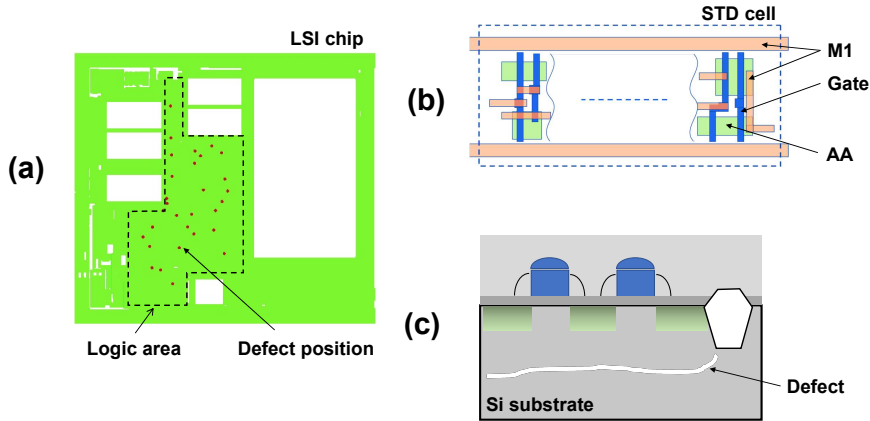 (a)
LSI chip
Logic area
Defect position
(b)
STD cell
M1
Gate
AA
(c)
Defect
Si substrate